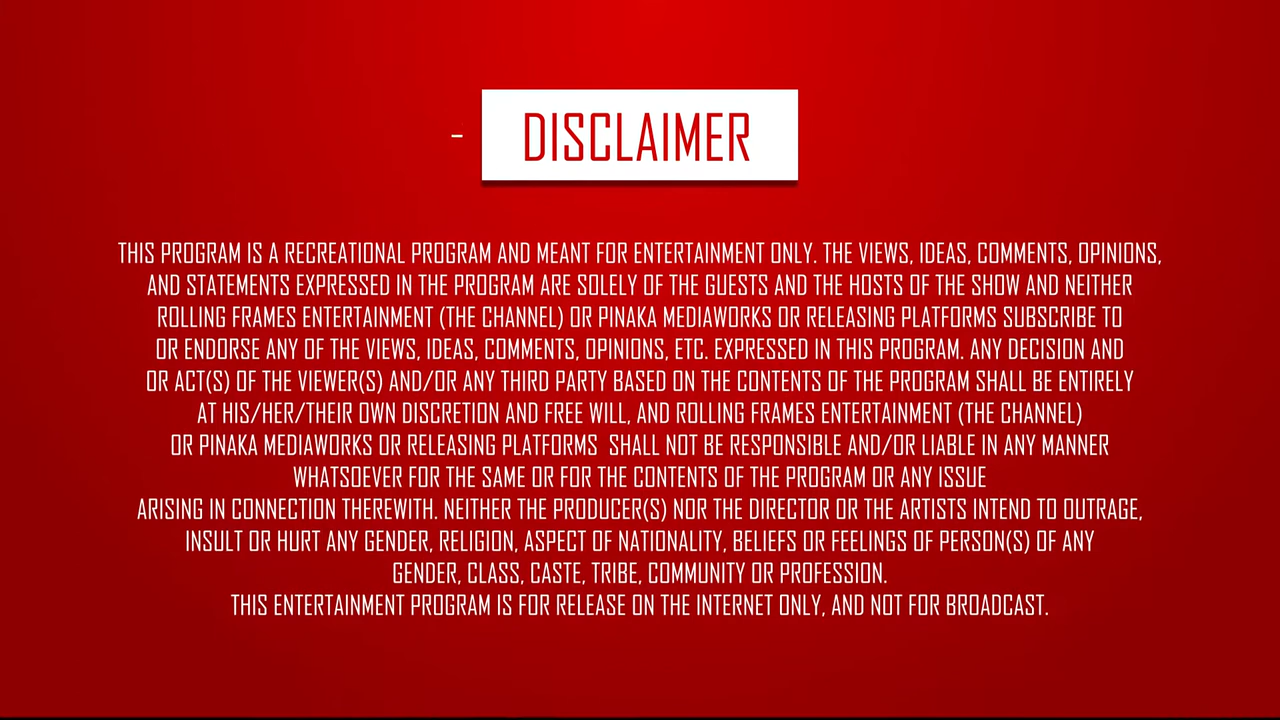 - DISCLAIMER
THIS PROGRAM IS A RECREATIONAL PROGRAM AND MEANT FOR ENTERTAINMENT ONLY. THE VIEWS, IDEAS, COMMENTS, OPINIONS,
AND STATEMENTS EXPRESSED IN THE PROGRAM ARE SOLELY OF THE GUESTS AND THE HOSTS OF THE SHOW AND NEITHER
ROLLING FRAMES ENTERTAINMENT (THE CHANNEL) OR PINAKA MEDIAWORKS OR RELEASING PLATFORMS SUBSCRIBE TO
OR ENDORSE ANY OF THE VIEWS, IDEAS, COMMENTS, OPINIONS, ETC. EXPRESSED IN THIS PROGRAM. ANY DECISION AND
OR ACT(S) OF THE VIEWER(S) AND/OR ANY THIRD PARTY BASED ON THE CONTENTS OF THE PROGRAM SHALL BE ENTIRELY
AT HIS/HER/THEIR OWN DISCRETION AND FREE WILL, AND ROLLING FRAMES ENTERTAINMENT (THE CHANNEL)
OR PINAKA MEDIAWORKS OR RELEASING PLATFORMS  SHALL NOT BE RESPONSIBLE AND/OR LIABLE IN ANY MANNER
WHATSOEVER FOR THE SAME OR FOR THE CONTENTS OF THE PROGRAM OR ANY ISSUE
ARISING IN CONNECTION THEREWITH. NEITHER THE PRODUCER(S) NOR THE DIRECTOR OR THE ARTISTS INTEND TO OUTRAGE,
INSULT OR HURT ANY GENDER, RELIGION, ASPECT OF NATIONALITY, BELIEFS OR FEELINGS OF PERSON(S) OF ANY
GENDER, CLASS, CASTE, TRIBE, COMMUNITY OR PROFESSION.
THIS ENTERTAINMENT PROGRAM IS FOR RELEASE ON THE INTERNET ONLY, AND NOT FOR BROADCAST.